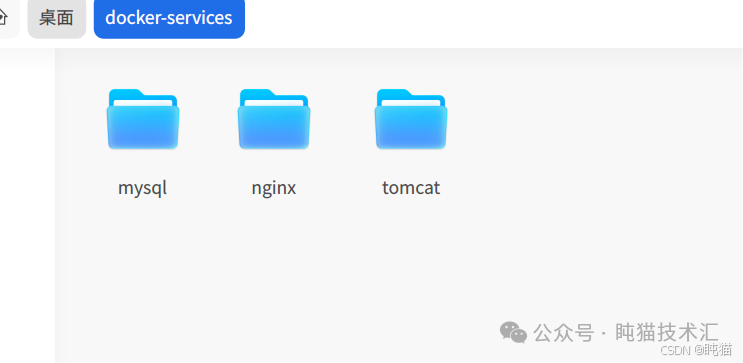 桌面 docker-services
mysql nginx tomcat
公众号 · 盹猫技术汇
CSDN @盹猫